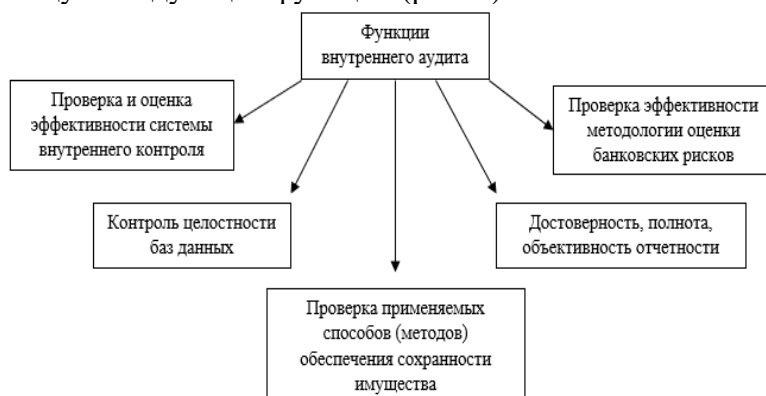 Функции
внутреннего аудита
Проверка и оценка
эффективности системы
внутреннего контроля
Проверка эффективности
методологии оценки
банковских рисков
Контроль целостности
баз данных
Достоверность, полнота,
объективность отчетности
Проверка применяемых
способов (методов)
обеспечения сохранности
имущества